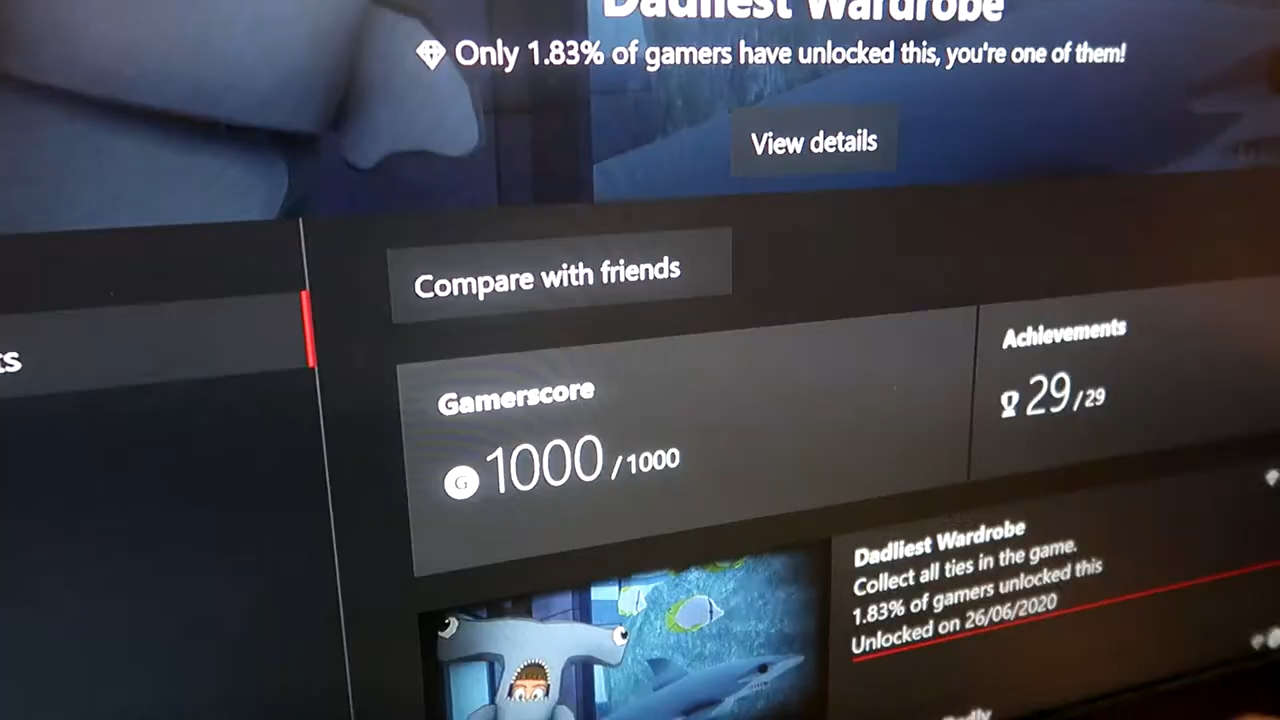 Dadliest Wardrobe
Only 1.83% of gamers have unlocked this, you're one of them!
View details
Compare with friends
ts
Gamerscore
G 1000/1000
Achievements
29/29
Dadliest Wardrobe
Collect all ties in the game.
1.83% of gamers unlocked this
Unlocked on 26/06/2020